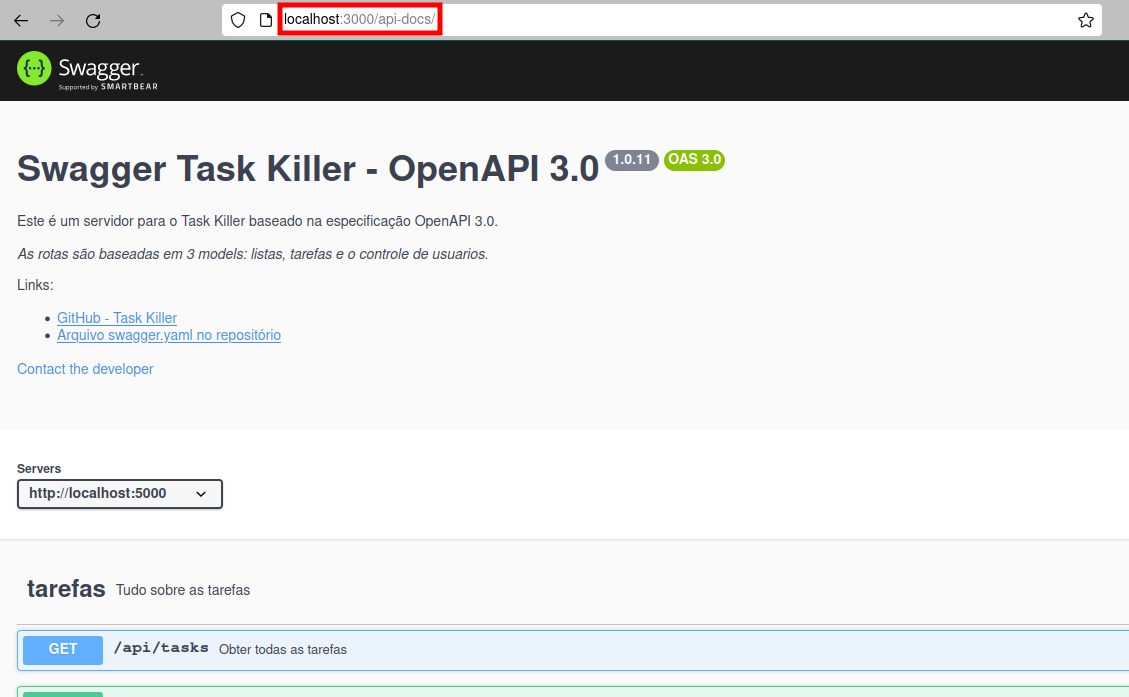 localhost:3000/api-docs/
Swagger
Supported by SMARTBEAR
Swagger Task Killer - OpenAPI 3.0 1.0.11 OAS 3.0
Este é um servidor para o Task Killer baseado na especificação OpenAPI 3.0.
As rotas são baseadas em 3 models: listas, tarefas e o controle de usuarios.
Links:
GitHub - Task Killer
Arquivo swagger.yaml no repositório
Contact the developer
Servers
http://localhost:5000
tarefas Tudo sobre as tarefas
GET /api/tasks Obter todas as tarefas